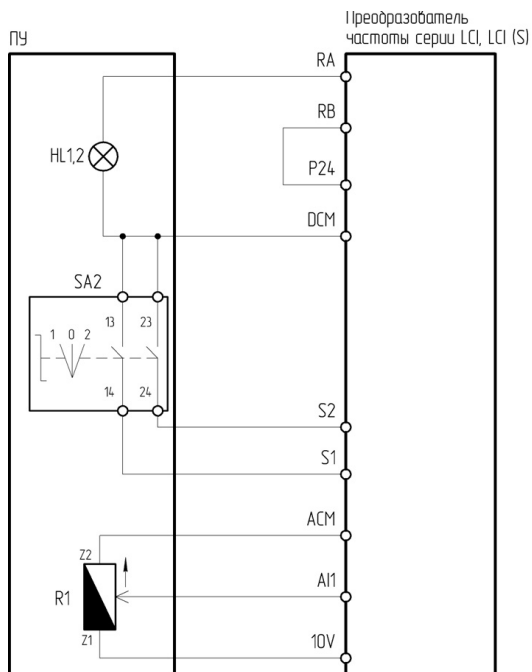 Преобразователь
частоты серии LCI, LCI (S)
ПУ
RA
RB
HL1,2
P24
DCM
SA2
13 23
1 0 2
14 24
S2
S1
ACM
Z2
AI1
R1
Z1
10V